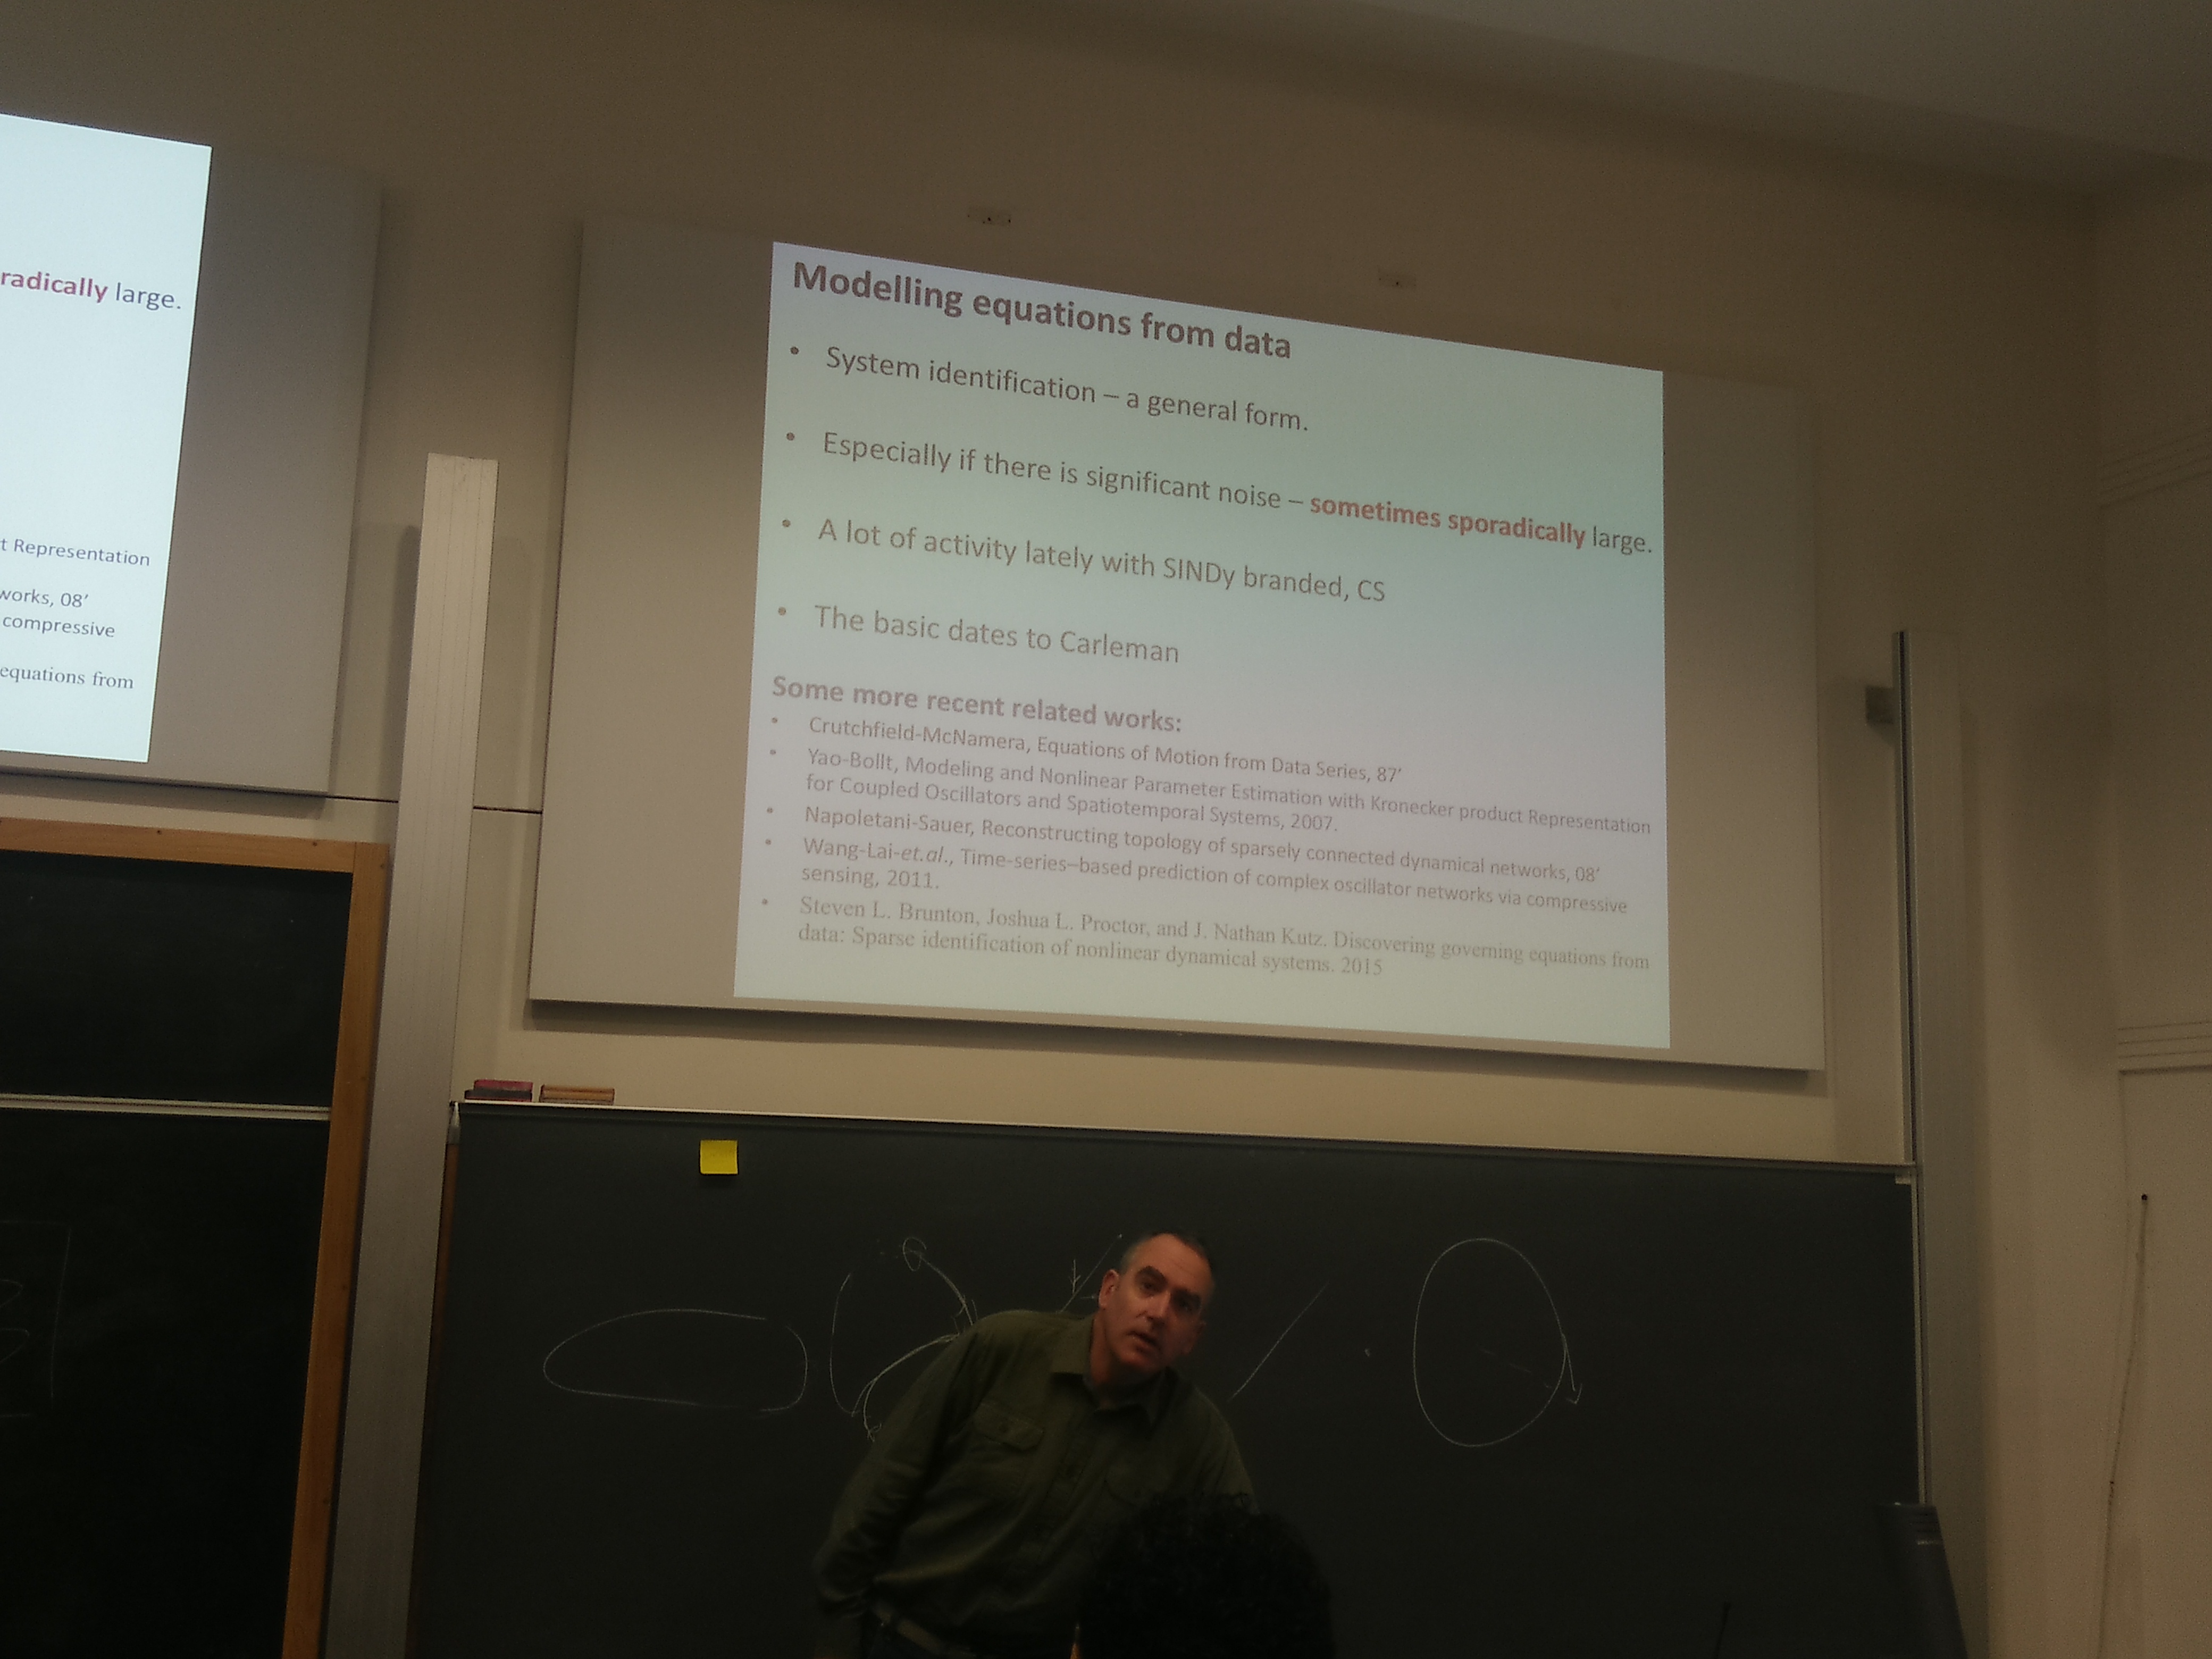 Modelling equations from data
• System identification – a general form.
• Especially if there is significant noise – sometimes sporadically large.
• A lot of activity lately with SINDy branded, CS
• The basic dates to Carleman
Some more recent related works:
• Crutchfield-McNamera, Equations of Motion from Data Series, 87’
• Yao-Bollt, Modeling and Nonlinear Parameter Estimation with Kronecker product Representation
for Coupled Oscillators and Spatiotemporal Systems, 2007.
• Napoletani-Sauer, Reconstructing topology of sparsely connected dynamical networks, 08’
• Wang-Lai-et.al., Time-series–based prediction of complex oscillator networks via compressive
sensing, 2011.
• Steven L. Brunton, Joshua L. Proctor, and J. Nathan Kutz. Discovering governing equations from
data: Sparse identification of nonlinear dynamical systems. 2015
radically large.
t Representation
works, 08’
compressive
equations from